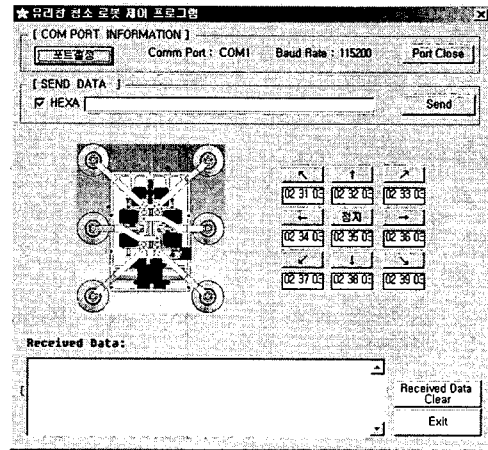 ★ 유리창 청소 로봇 제어 프로그램
[ COM PORT INFORMATION ]
포트설정 Comm Port : COM1 Baud Rate : 115200 Port Close
[ SEND DATA ]
HEXA Send
↖ ↑ ↗
02 31 03 02 32 03 02 33 03
← 정지 →
02 34 03 02 35 03 02 36 03
↙ ↓ ↘
02 37 03 02 38 03 02 39 03
Received Data:
Received Data
Clear
Exit